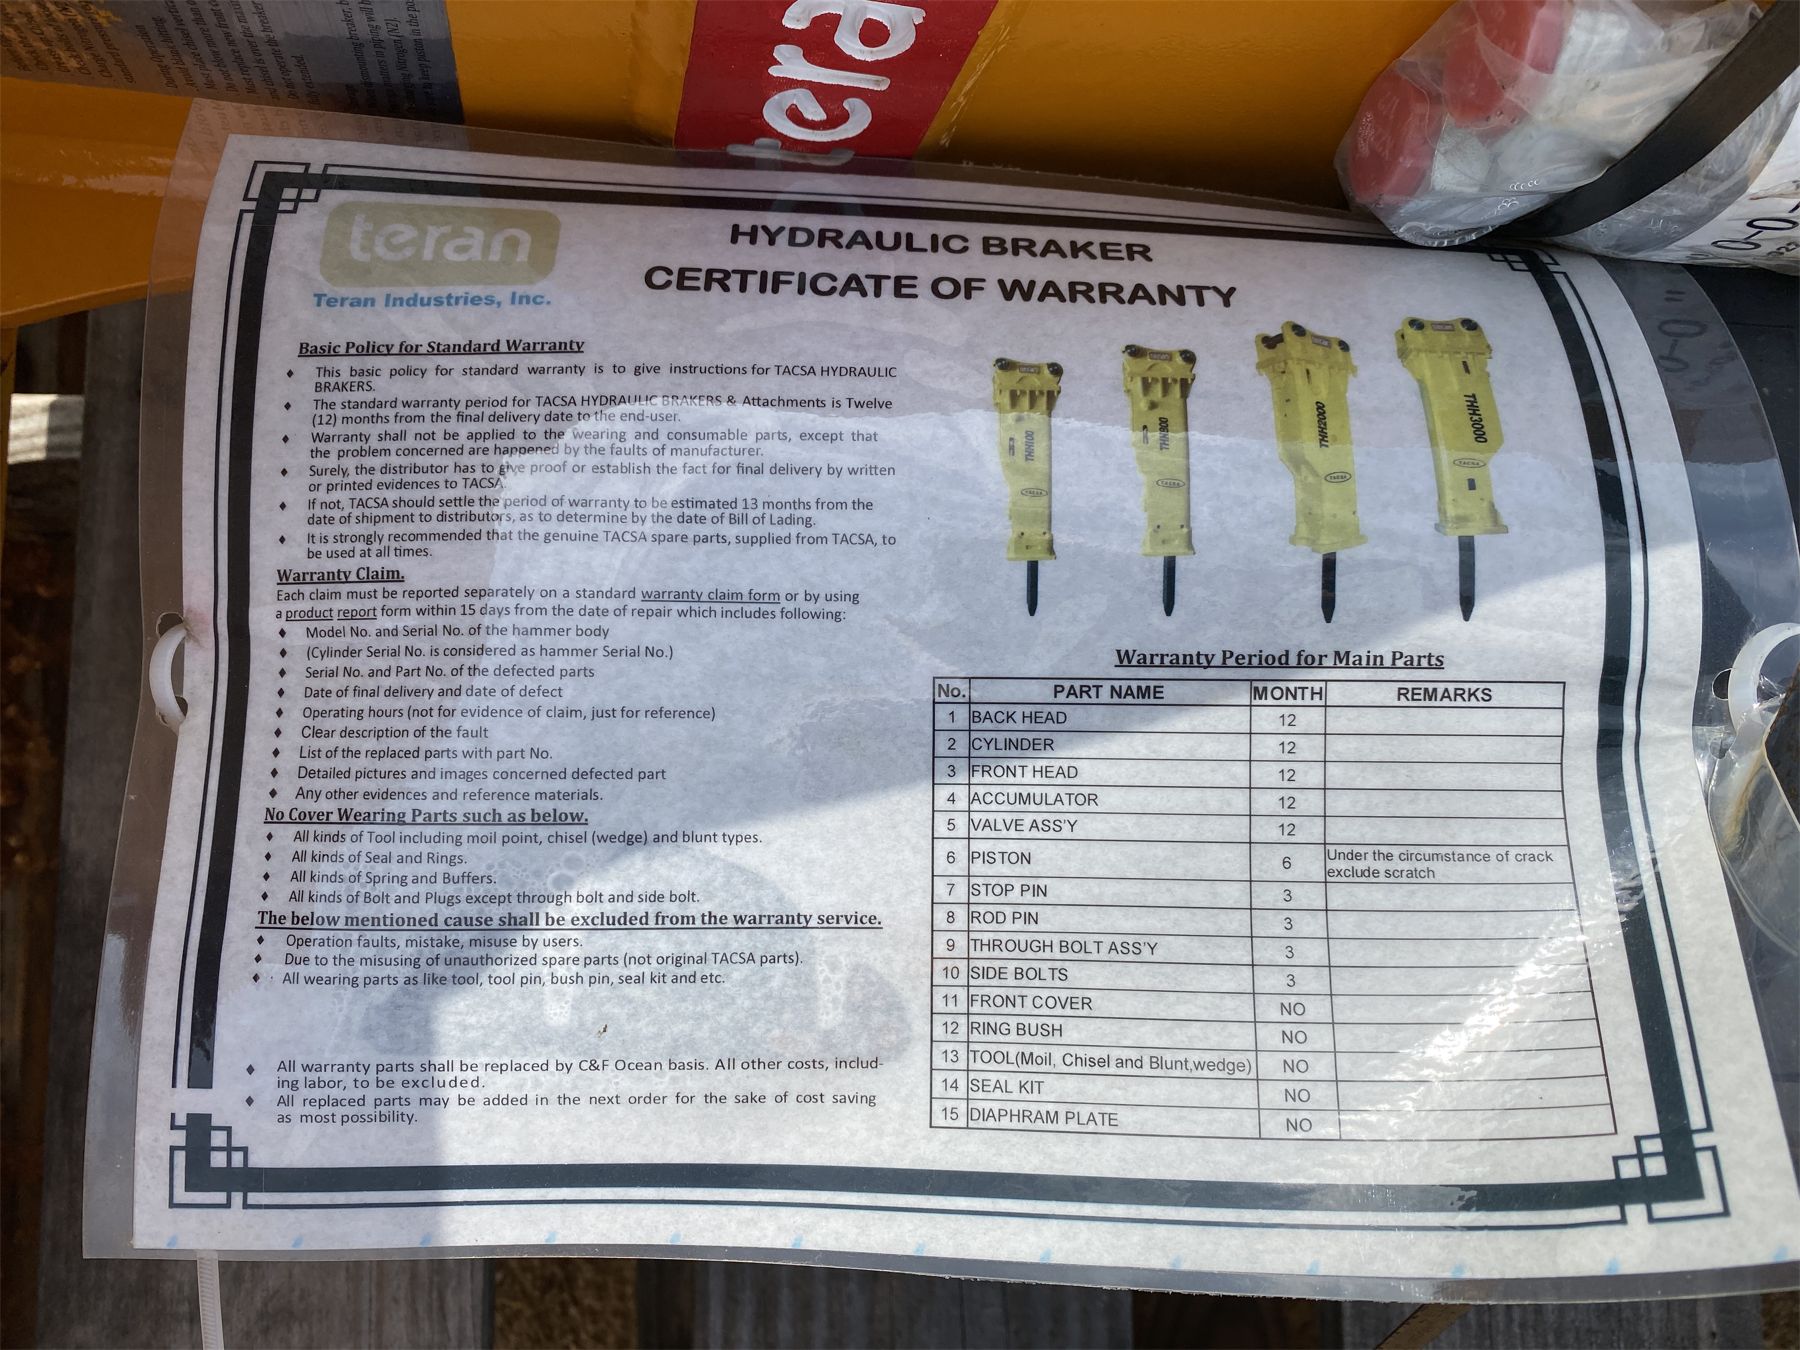 tera
teran
Teran Industries, Inc.
HYDRAULIC BRAKER
CERTIFICATE OF WARRANTY
Basic Policy for Standard Warranty
♦ This basic policy for standard warranty is to give instructions for TACSA HYDRAULIC
BRAKERS.
♦ The standard warranty period for TACSA HYDRAULIC BRAKERS & Attachments is Twelve
(12) months from the final delivery date to the end-user.
♦ Warranty shall not be applied to the wearing and consumable parts, except that
the problem concerned are happened by the faults of manufacturer.
♦ Surely, the distributor has to give proof or establish the fact for final delivery by written
or printed evidences to TACSA.
♦ If not, TACSA should settle the period of warranty to be estimated 13 months from the
date of shipment to distributors, as to determine by the date of Bill of Lading.
♦ It is strongly recommended that the genuine TACSA spare parts, supplied from TACSA, to
be used at all times.
Warranty Claim.
Each claim must be reported separately on a standard warranty claim form or by using
a product report form within 15 days from the date of repair which includes following:
♦ Model No. and Serial No. of the hammer body
♦ (Cylinder Serial No. is considered as hammer Serial No.)
♦ Serial No. and Part No. of the defected parts
♦ Date of final delivery and date of defect
♦ Operating hours (not for evidence of claim, just for reference)
♦ Clear description of the fault
♦ List of the replaced parts with part No.
♦ Detailed pictures and images concerned defected part
♦ Any other evidences and reference materials.
No Cover Wearing Parts such as below.
♦ All kinds of Tool including moil point, chisel (wedge) and blunt types.
♦ All kinds of Seal and Rings.
♦ All kinds of Spring and Buffers.
♦ All kinds of Bolt and Plugs except through bolt and side bolt.
The below mentioned cause shall be excluded from the warranty service.
♦ Operation faults, mistake, misuse by users.
♦ Due to the misusing of unauthorized spare parts (not original TACSA parts).
♦ All wearing parts as like tool, tool pin, bush pin, seal kit and etc.
♦ All warranty parts shall be replaced by C&F Ocean basis. All other costs, includ-
ing labor, to be excluded.
♦ All replaced parts may be added in the next order for the sake of cost saving
as most possibility.
THH2000
THH3000
TACSA
TACSA
TACSA
TACSA
Warranty Period for Main Parts
No. PART NAME MONTH REMARKS
1 BACK HEAD 12
2 CYLINDER 12
3 FRONT HEAD 12
4 ACCUMULATOR 12
5 VALVE ASS'Y 12
6 PISTON 6 Under the circumstance of crack
exclude scratch
7 STOP PIN 3
8 ROD PIN 3
9 THROUGH BOLT ASS'Y 3
10 SIDE BOLTS 3
11 FRONT COVER NO
12 RING BUSH NO
13 TOOL(Moil, Chisel and Blunt,wedge) NO
14 SEAL KIT NO
15 DIAPHRAM PLATE NO